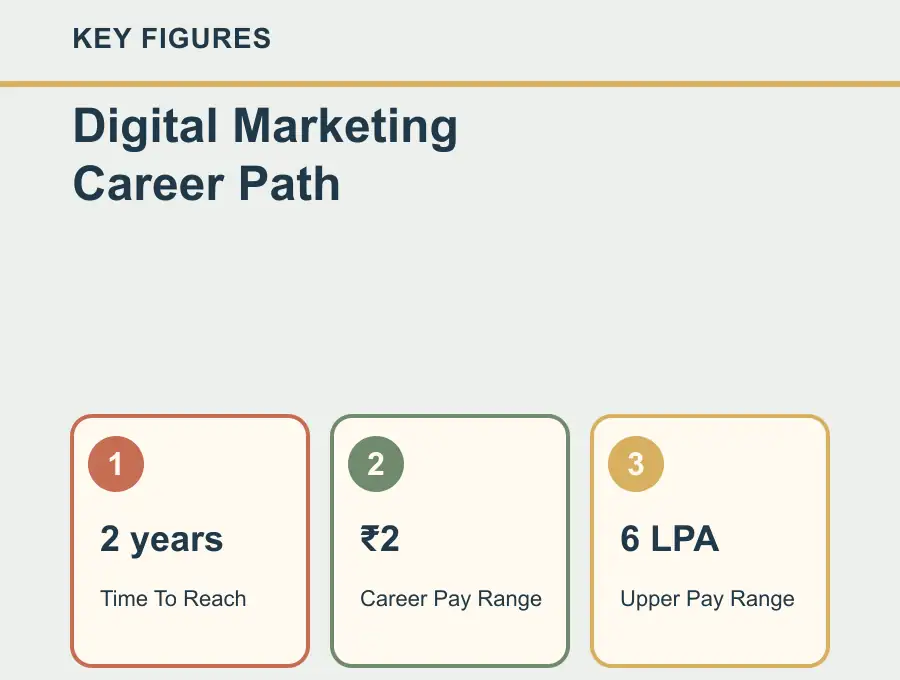 KEY FIGURES
Digital Marketing
Career Path
1
2 years
Time To Reach
2
₹2
Career Pay Range
3
6 LPA
Upper Pay Range